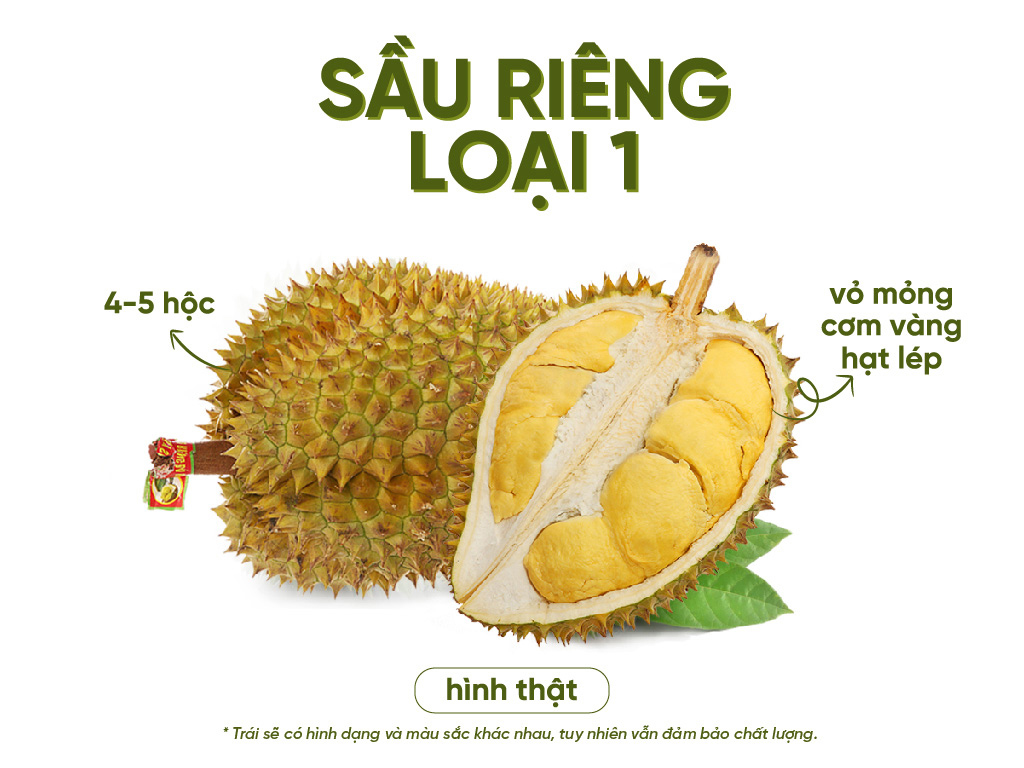 SẦU RIÊNG
LOẠI 1
4-5 hộc
vỏ mỏng
cơm vàng
hạt lép
hình thật
* Trái sẽ có hình dạng và màu sắc khác nhau, tuy nhiên vẫn đảm bảo chất lượng.